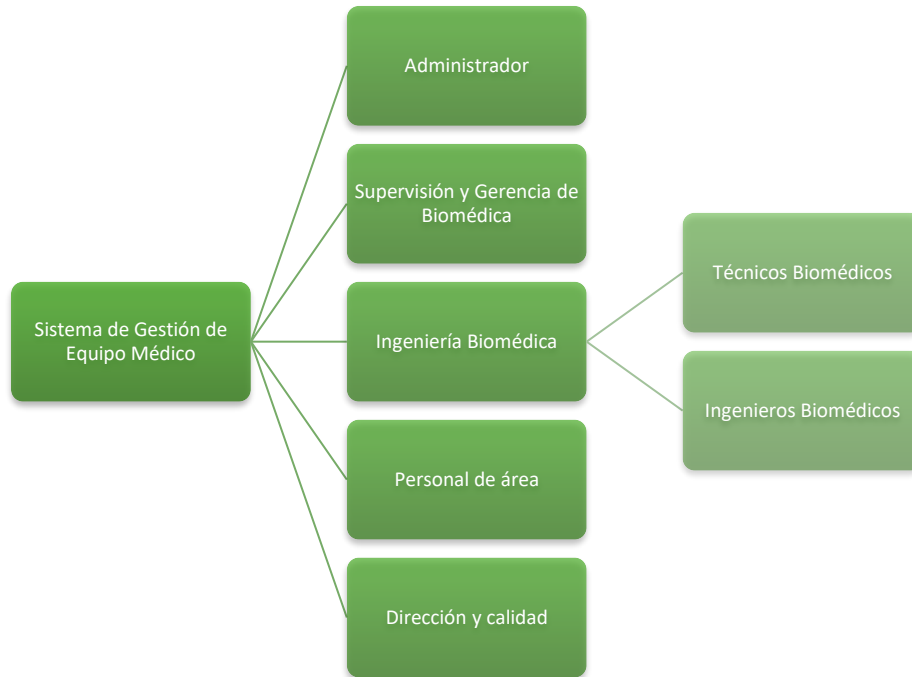 Administrador
Supervisión y Gerencia de
Biomédica
Técnicos Biomédicos
Sistema de Gestión de
Equipo Médico
Ingeniería Biomédica
Ingenieros Biomédicos
Personal de área
Dirección y calidad